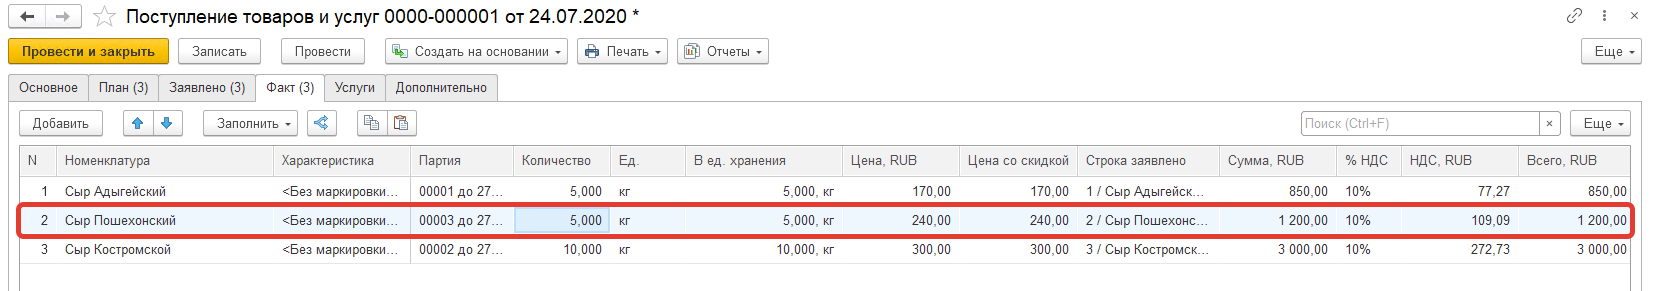 Поступление товаров и услуг 0000-000001 от 24.07.2020 *
Провести и закрыть Записать Провести Создать на основании Печать Отчеты Еще
Основное План (3) Заявлено (3) Факт (3) Услуги Дополнительно
Добавить Заполнить Поиск (Ctrl+F) × Еще
N Номенклатура Характеристика Партия Количество Ед. В ед. хранения Цена, RUB Цена со скидкой Строка заявлено Сумма, RUB % НДС НДС, RUB Всего, RUB
1 Сыр Адыгейский <Без маркировки... 00001 до 27... 5,000 кг 5,000, кг 170,00 170,00 1 / Сыр Адыгейск... 850,00 10% 77,27 850,00
2 Сыр Пошехонский <Без маркировки... 00003 до 27... 5,000 кг 5,000, кг 240,00 240,00 2 / Сыр Пошехонс... 1 200,00 10% 109,09 1 200,00
3 Сыр Костромской <Без маркировки... 00002 до 27... 10,000 кг 10,000, кг 300,00 300,00 3 / Сыр Костромск... 3 000,00 10% 272,73 3 000,00